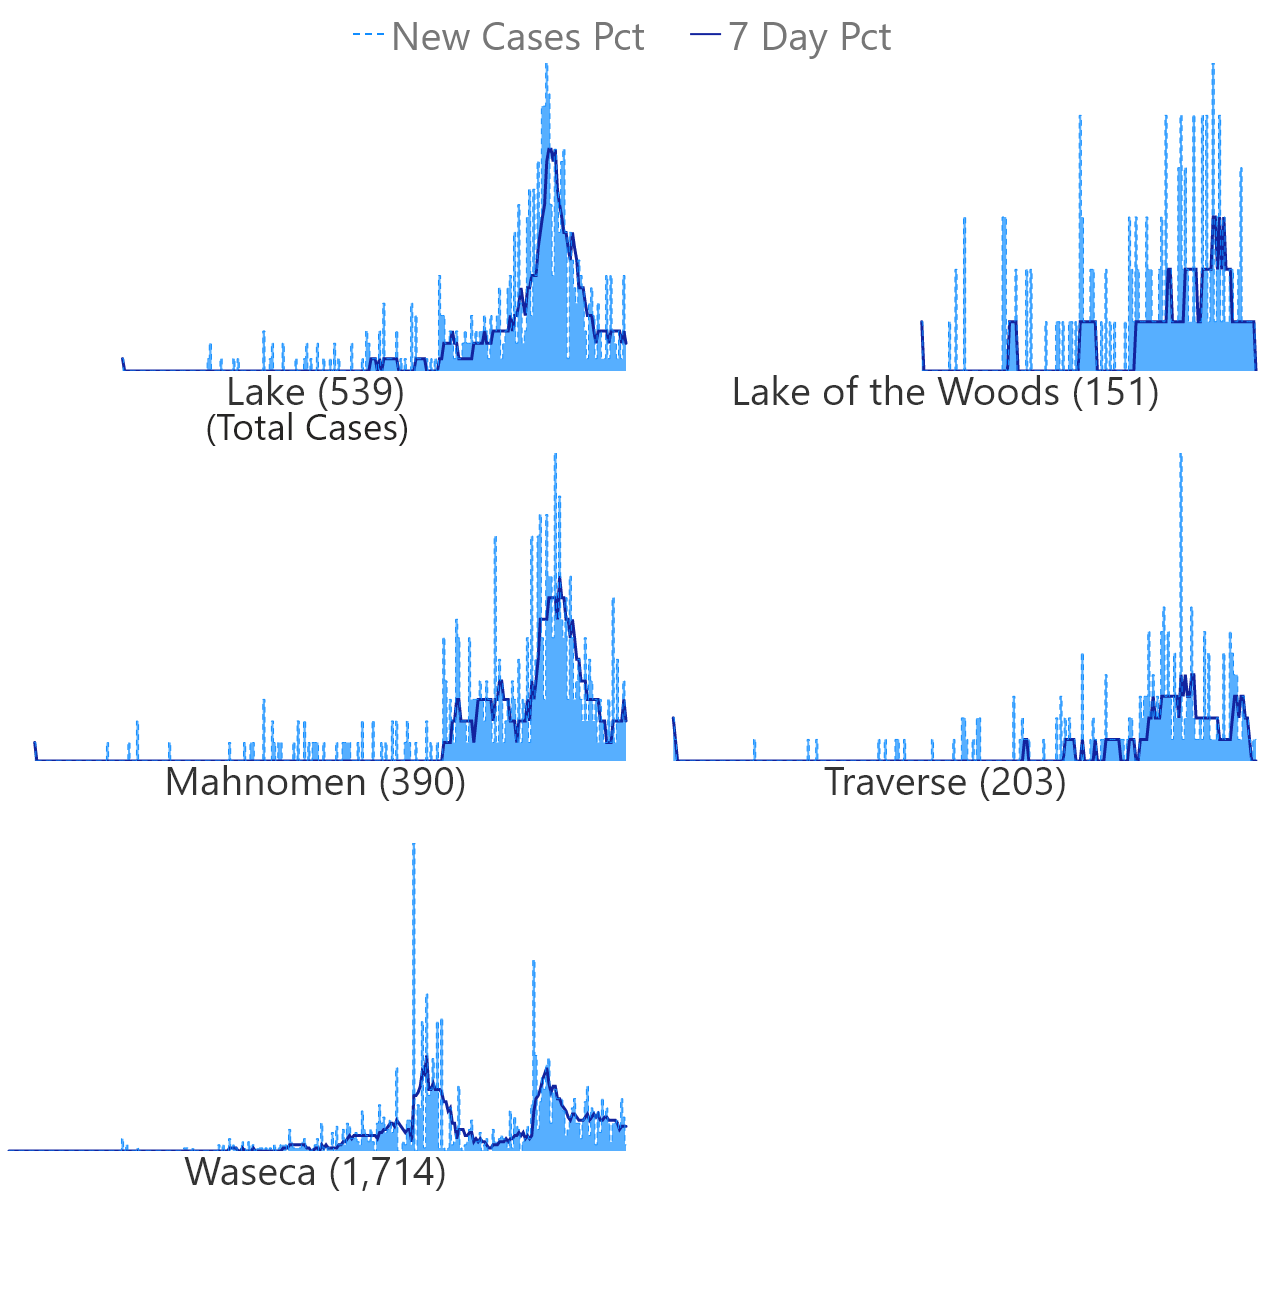 New Cases Pct 7 Day Pct
Lake (539) Lake of the Woods (151)
(Total Cases)
Mahnomen (390) Traverse (203)
Waseca (1,714)